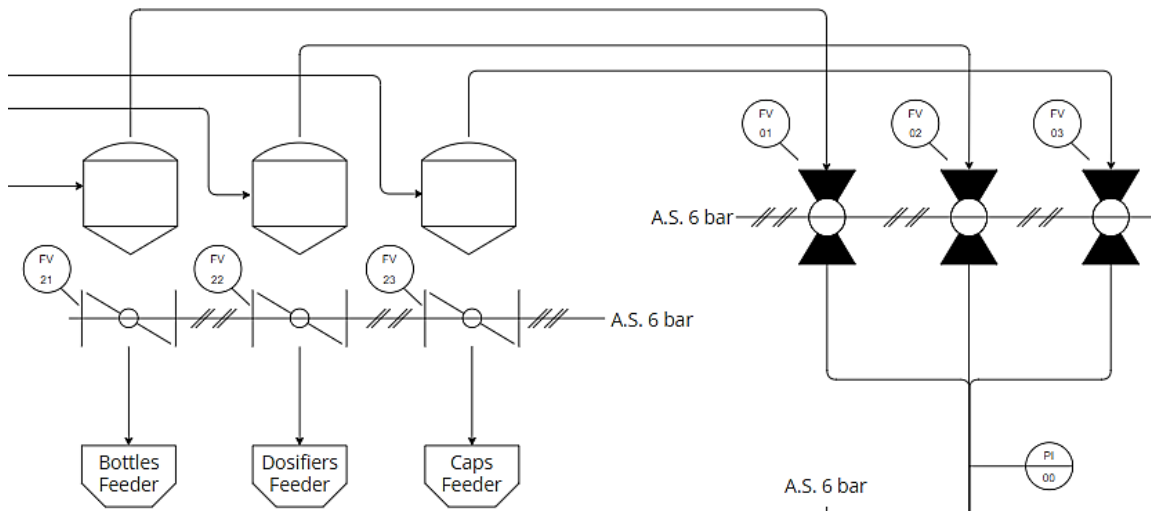 FV
01
FV
02
FV
03
A.S. 6 bar
FV
21
FV
22
FV
23
A.S. 6 bar
Bottles
Feeder
Dosifiers
Feeder
Caps
Feeder
PI
00
A.S. 6 bar